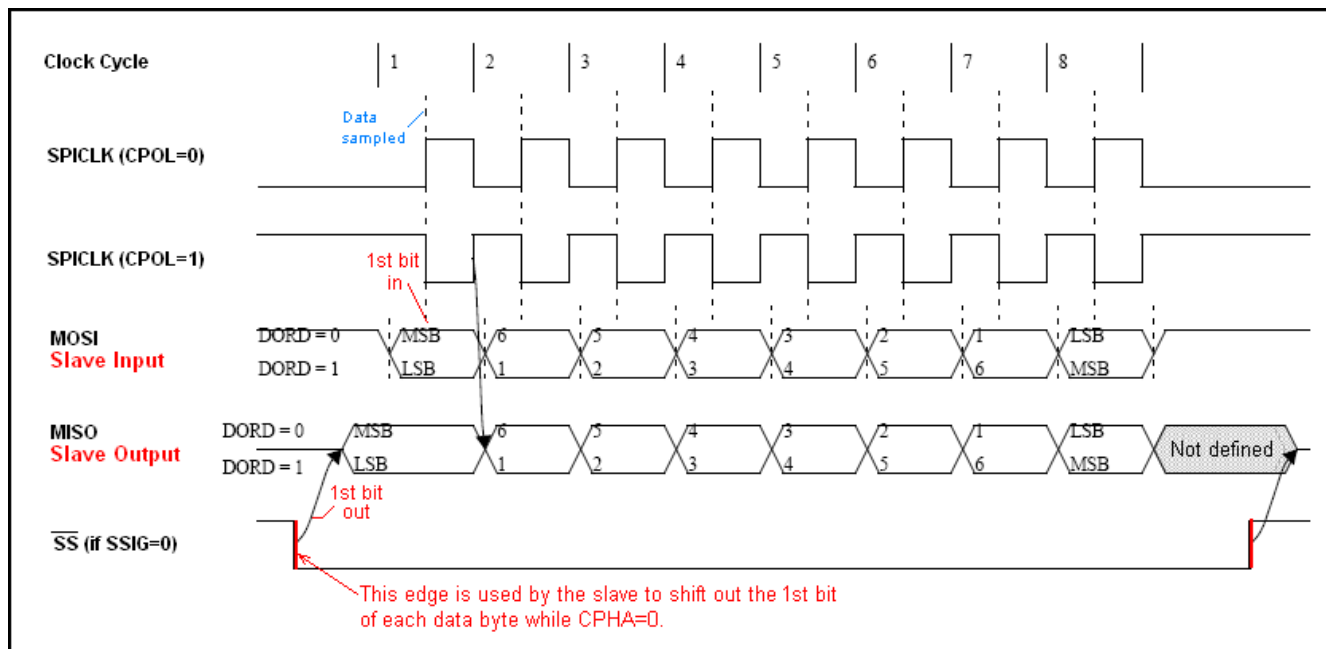 Clock Cycle 1 2 3 4 5 6 7 8
Data
sampled
SPICLK (CPOL=0)
SPICLK (CPOL=1)
1st bit
in
MOSI
Slave Input
DORD = 0 MSB 6 5 4 3 2 1 LSB
DORD = 1 LSB 1 2 3 4 5 6 MSB
MISO
Slave Output
DORD = 0 MSB 6 5 4 3 2 1 LSB
DORD = 1 LSB 1 2 3 4 5 6 MSB
Not defined
1st bit
out
SS (if SSIG=0)
This edge is used by the slave to shift out the 1st bit
of each data byte while CPHA=0.